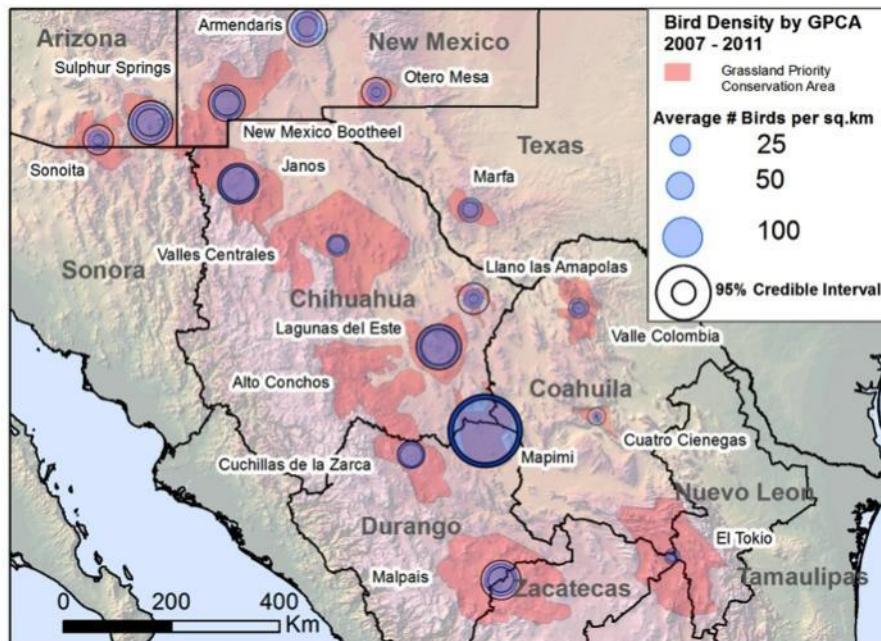 Armendaris
Arizona
New Mexico
Sulphur Springs
Otero Mesa
New Mexico Bootheel
Texas
Sonoita
Janos
Marfa
Valles Centrales
Sonora
Llano las Amapolas
Chihuahua
Lagunas del Este
Valle Colombia
Alto Conchos
Coahuila
Cuatro Cienegas
Cuchillas de la Zarca
Mapimi
Nuevo Leon
Durango
El Tokio
Malpais
Zacatecas
Tamaulipas
0 200 400
Km
Bird Density by GPCA
2007 - 2011
Grassland Priority
Conservation Area
Average # Birds per sq.km
25
50
100
95% Credible Interval